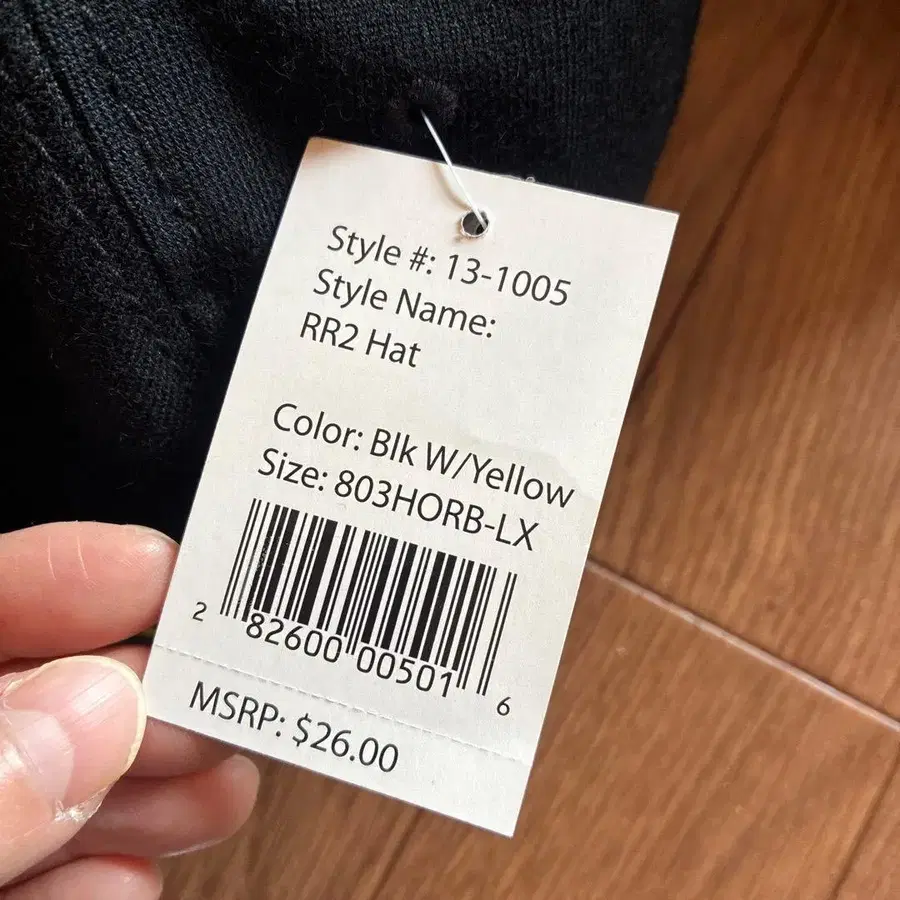 Style #: 13-1005
Style Name:
RR2 Hat
Color: Blk W/Yellow
Size: 803HORB-LX
2 82600 00501 6
MSRP: $26.00